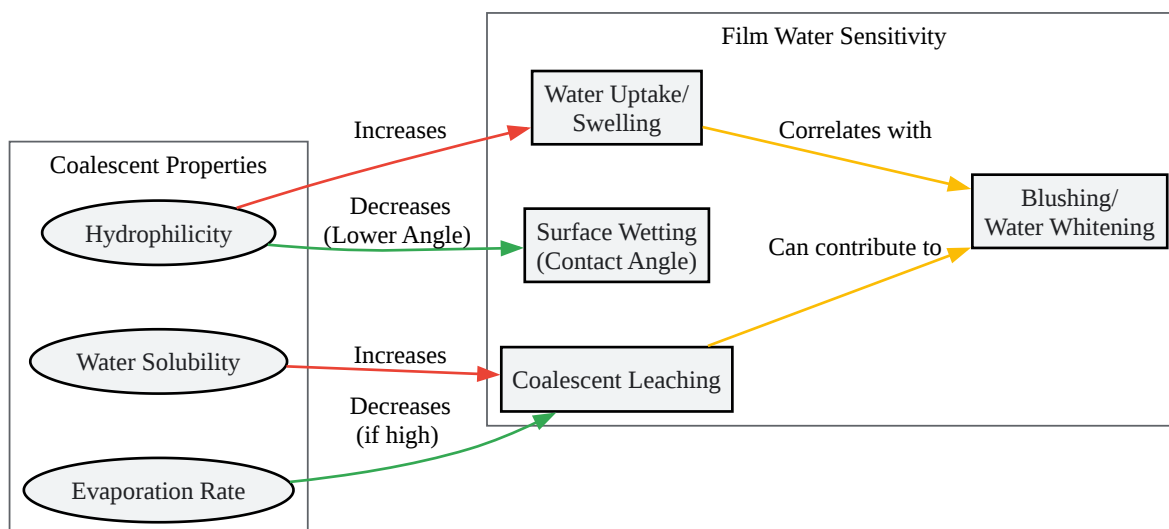 Film Water Sensitivity
Water Uptake/
Swelling
Increases
Correlates with
Coalescent Properties
Blushing/
Water Whitening
Decreases
(Lower Angle)
Hydrophilicity
Surface Wetting
(Contact Angle)
Can contribute to
Water Solubility
Increases
Coalescent Leaching
Decreases
(if high)
Evaporation Rate